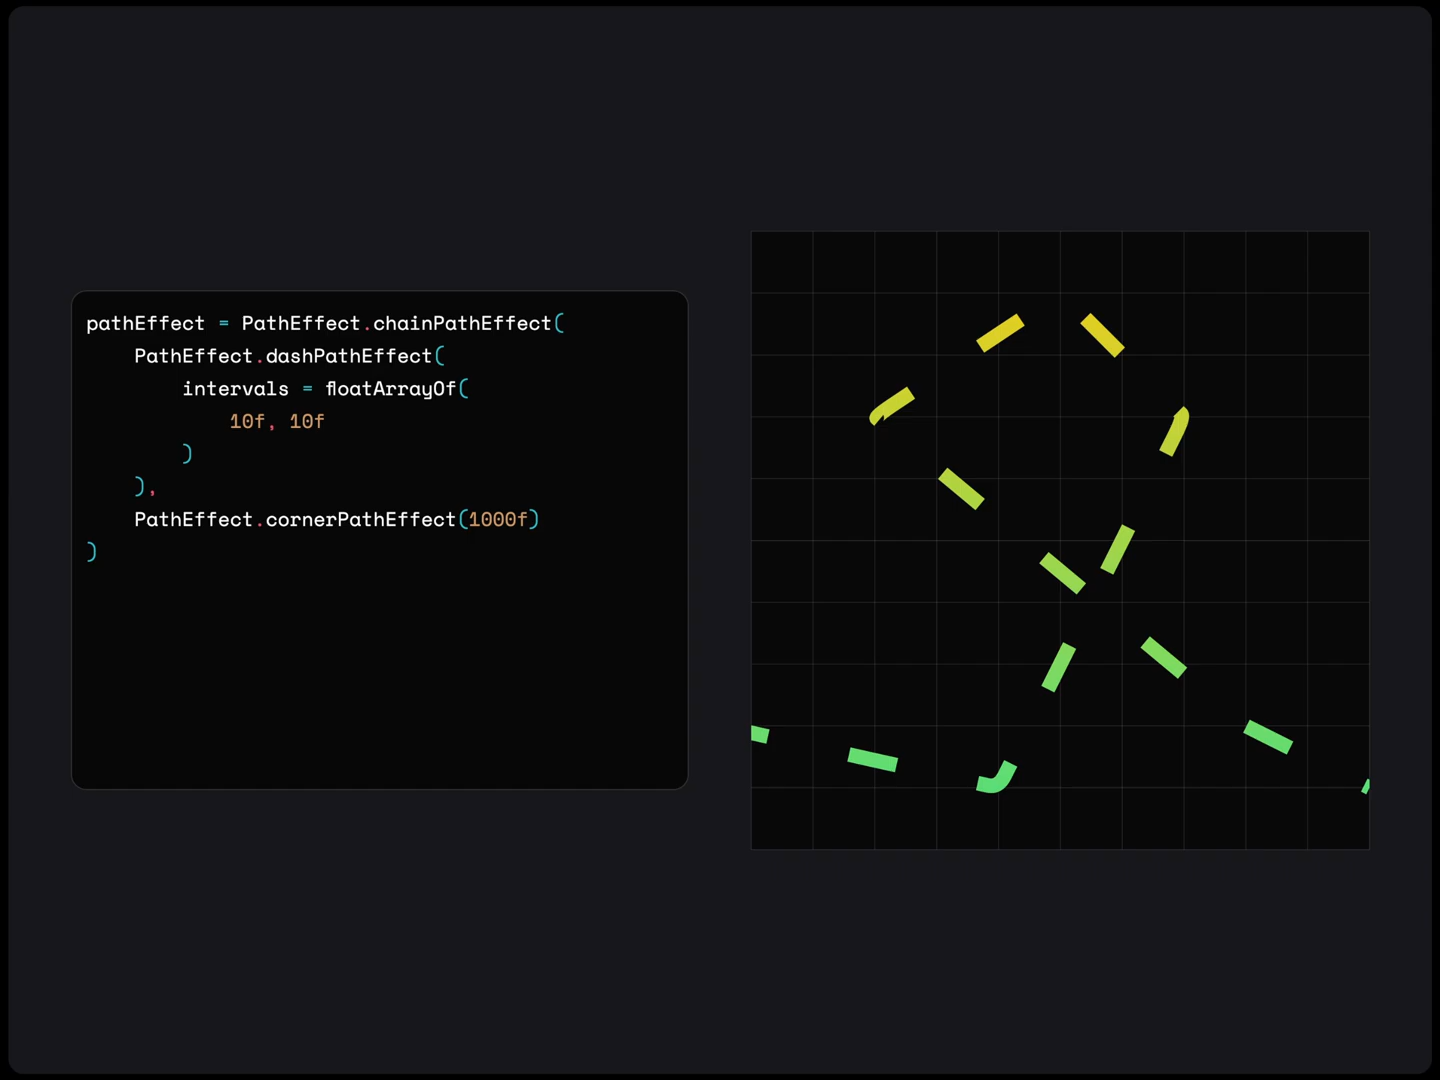 pathEffect = PathEffect.chainPathEffect(
    PathEffect.dashPathEffect(
        intervals = floatArrayOf(
            10f, 10f
        )
    ),
    PathEffect.cornerPathEffect(1000f)
)